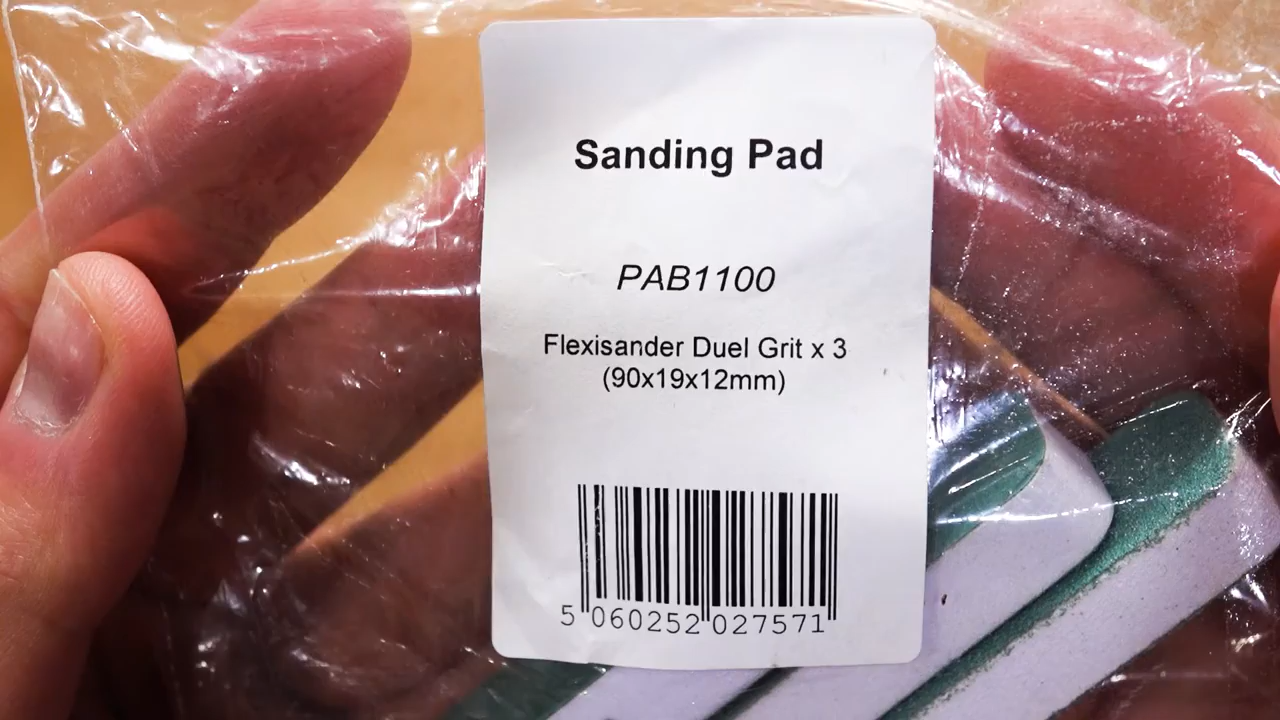 Sanding Pad
PAB1100
Flexisander Duel Grit x 3
(90x19x12mm)
5 060252 027571